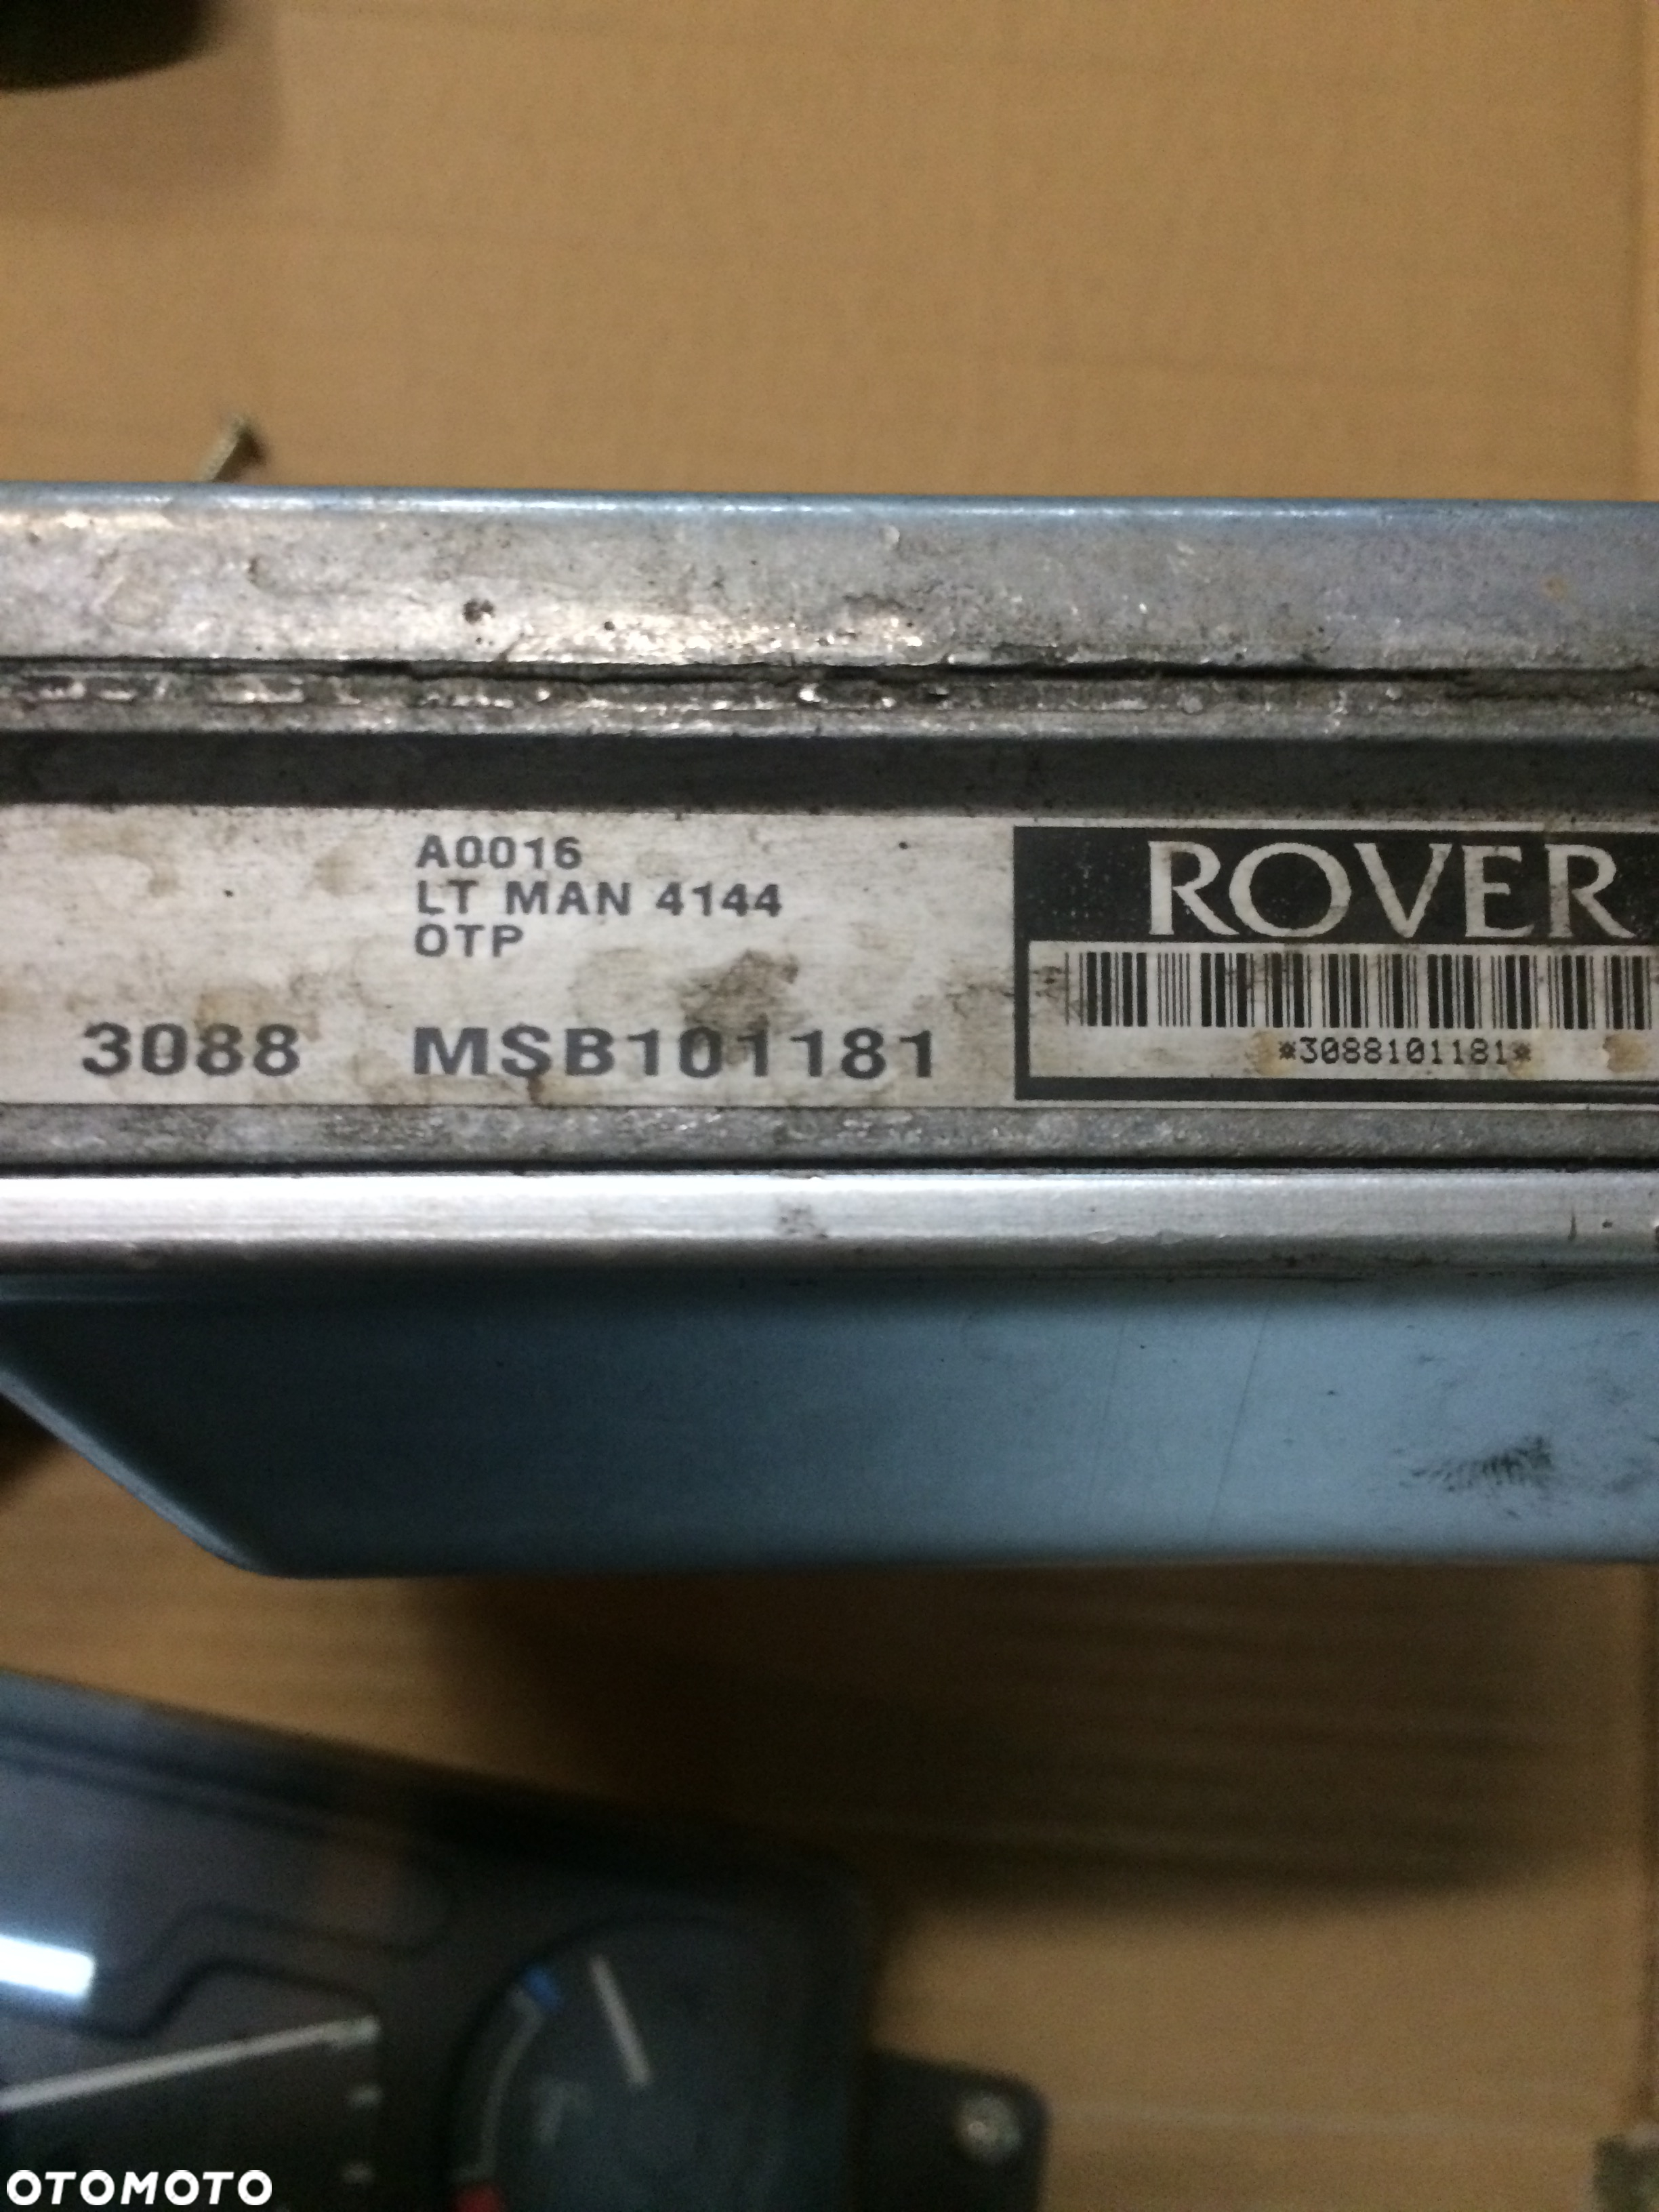 A0016
LT MAN 4144
OTP
3088 MSB101181
ROVER
*3088101181*
OTOMOTO